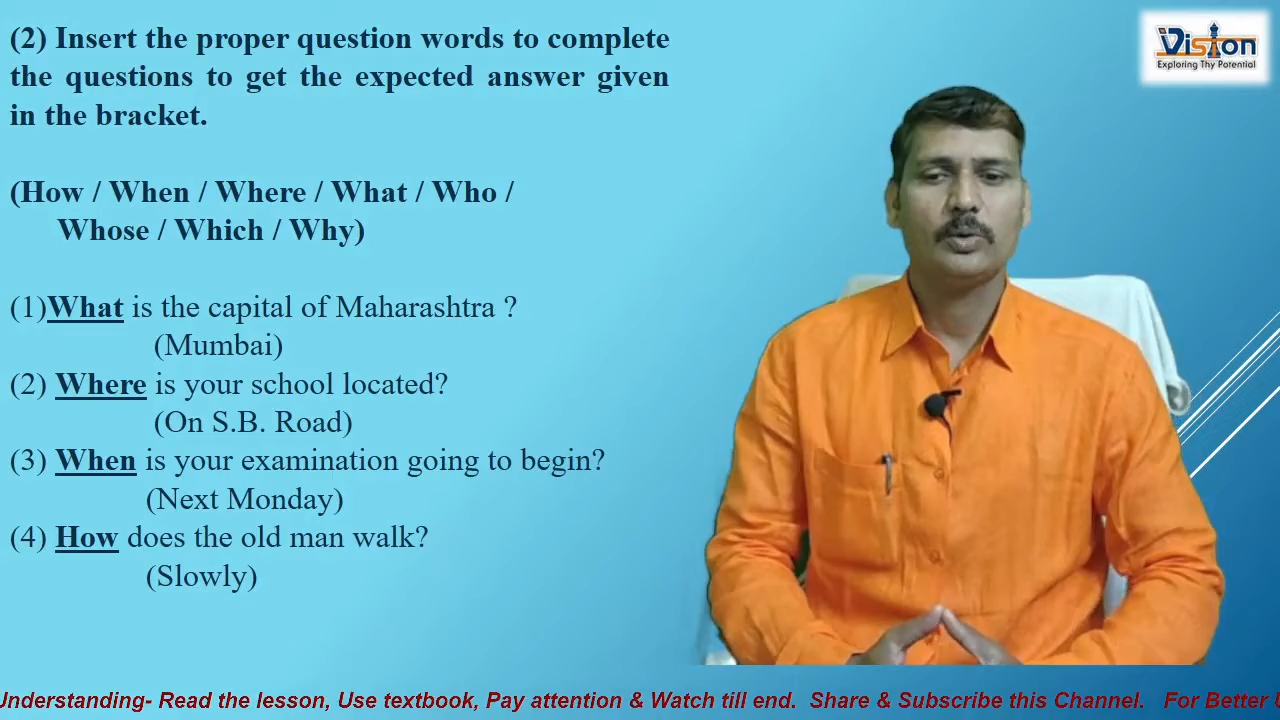 (2) Insert the proper question words to complete
the questions to get the expected answer given
in the bracket.
(How / When / Where / What / Who /
Whose / Which / Why)
(1)What is the capital of Maharashtra ?
(Mumbai)
(2) Where is your school located?
(On S.B. Road)
(3) When is your examination going to begin?
(Next Monday)
(4) How does the old man walk?
(Slowly)
Vision
Exploring Thy Potential
Understanding- Read the lesson, Use textbook, Pay attention & Watch till end. Share & Subscribe this Channel. For Better